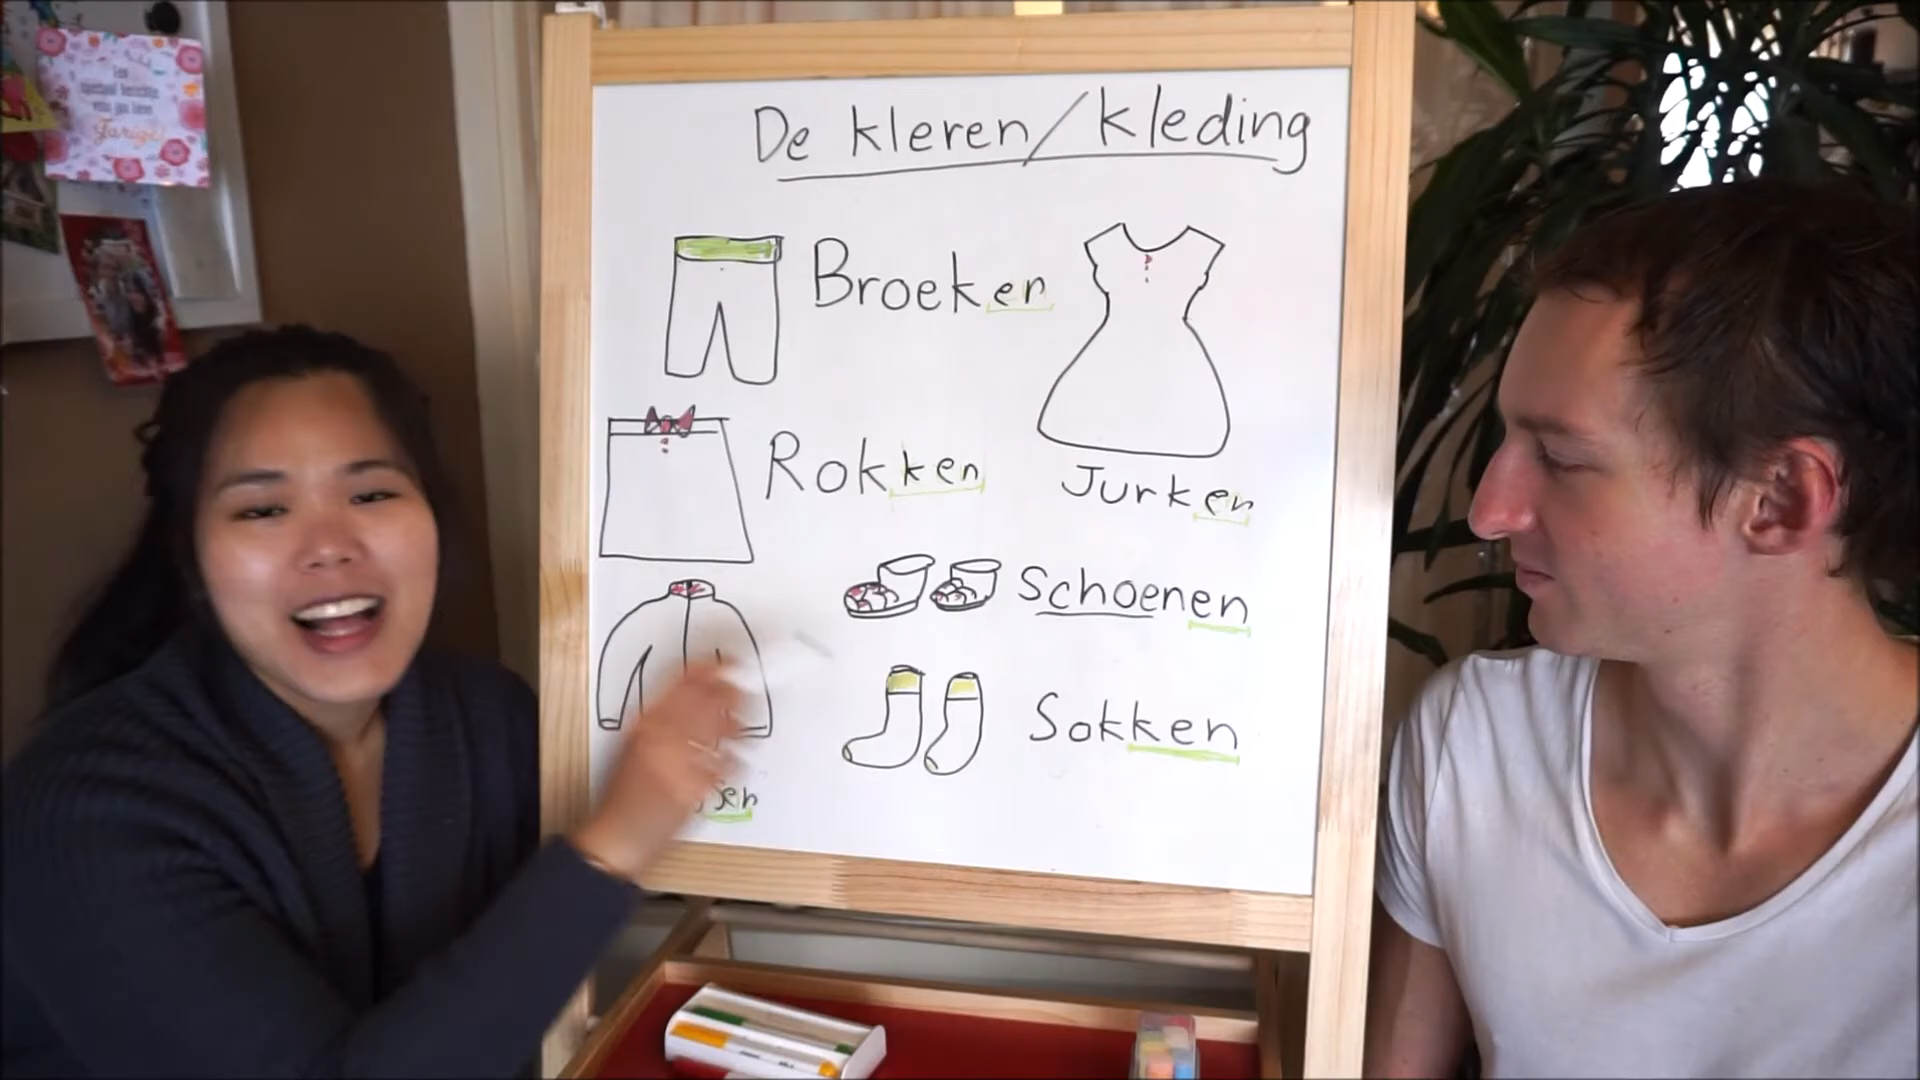 De kleren/kleding
Broeken
Rokken
Jurken
Schoenen
Sokken